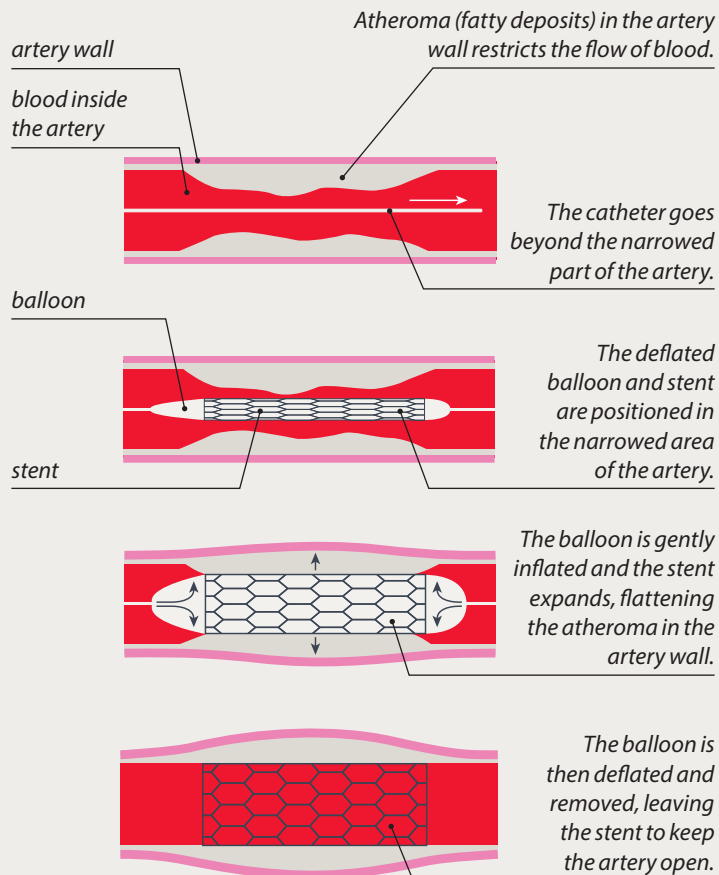 Atheroma (fatty deposits) in the artery
wall restricts the flow of blood.
artery wall
blood inside
the artery
The catheter goes
beyond the narrowed
part of the artery.
balloon
The deflated
balloon and stent
are positioned in
the narrowed area
of the artery.
stent
The balloon is gently
inflated and the stent
expands, flattening
the atheroma in the
artery wall.
The balloon is
then deflated and
removed, leaving
the stent to keep
the artery open.